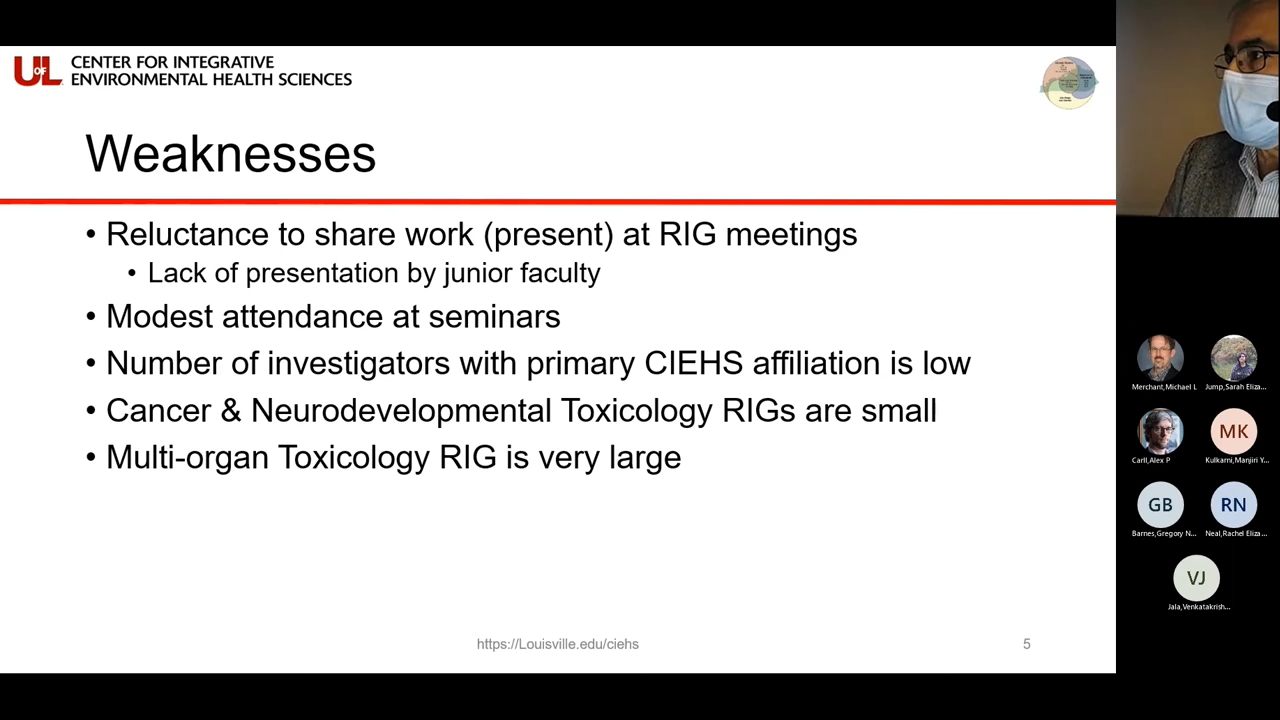 UofL
CENTER FOR INTEGRATIVE
ENVIRONMENTAL HEALTH SCIENCES
Weaknesses
• Reluctance to share work (present) at RIG meetings
• Lack of presentation by junior faculty
• Modest attendance at seminars
• Number of investigators with primary CIEHS affiliation is low
• Cancer & Neurodevelopmental Toxicology RIGs are small
• Multi-organ Toxicology RIG is very large
https://Louisville.edu/ciehs
5
Merchant,Michael L
Jump,Sarah Eliza...
Carll,Alex P
MK
Kulkarni,Manjiri Y...
GB
Barnes,Gregory N...
RN
Neal,Rachel Eliza...
VJ
Jala,Venkatakrish...